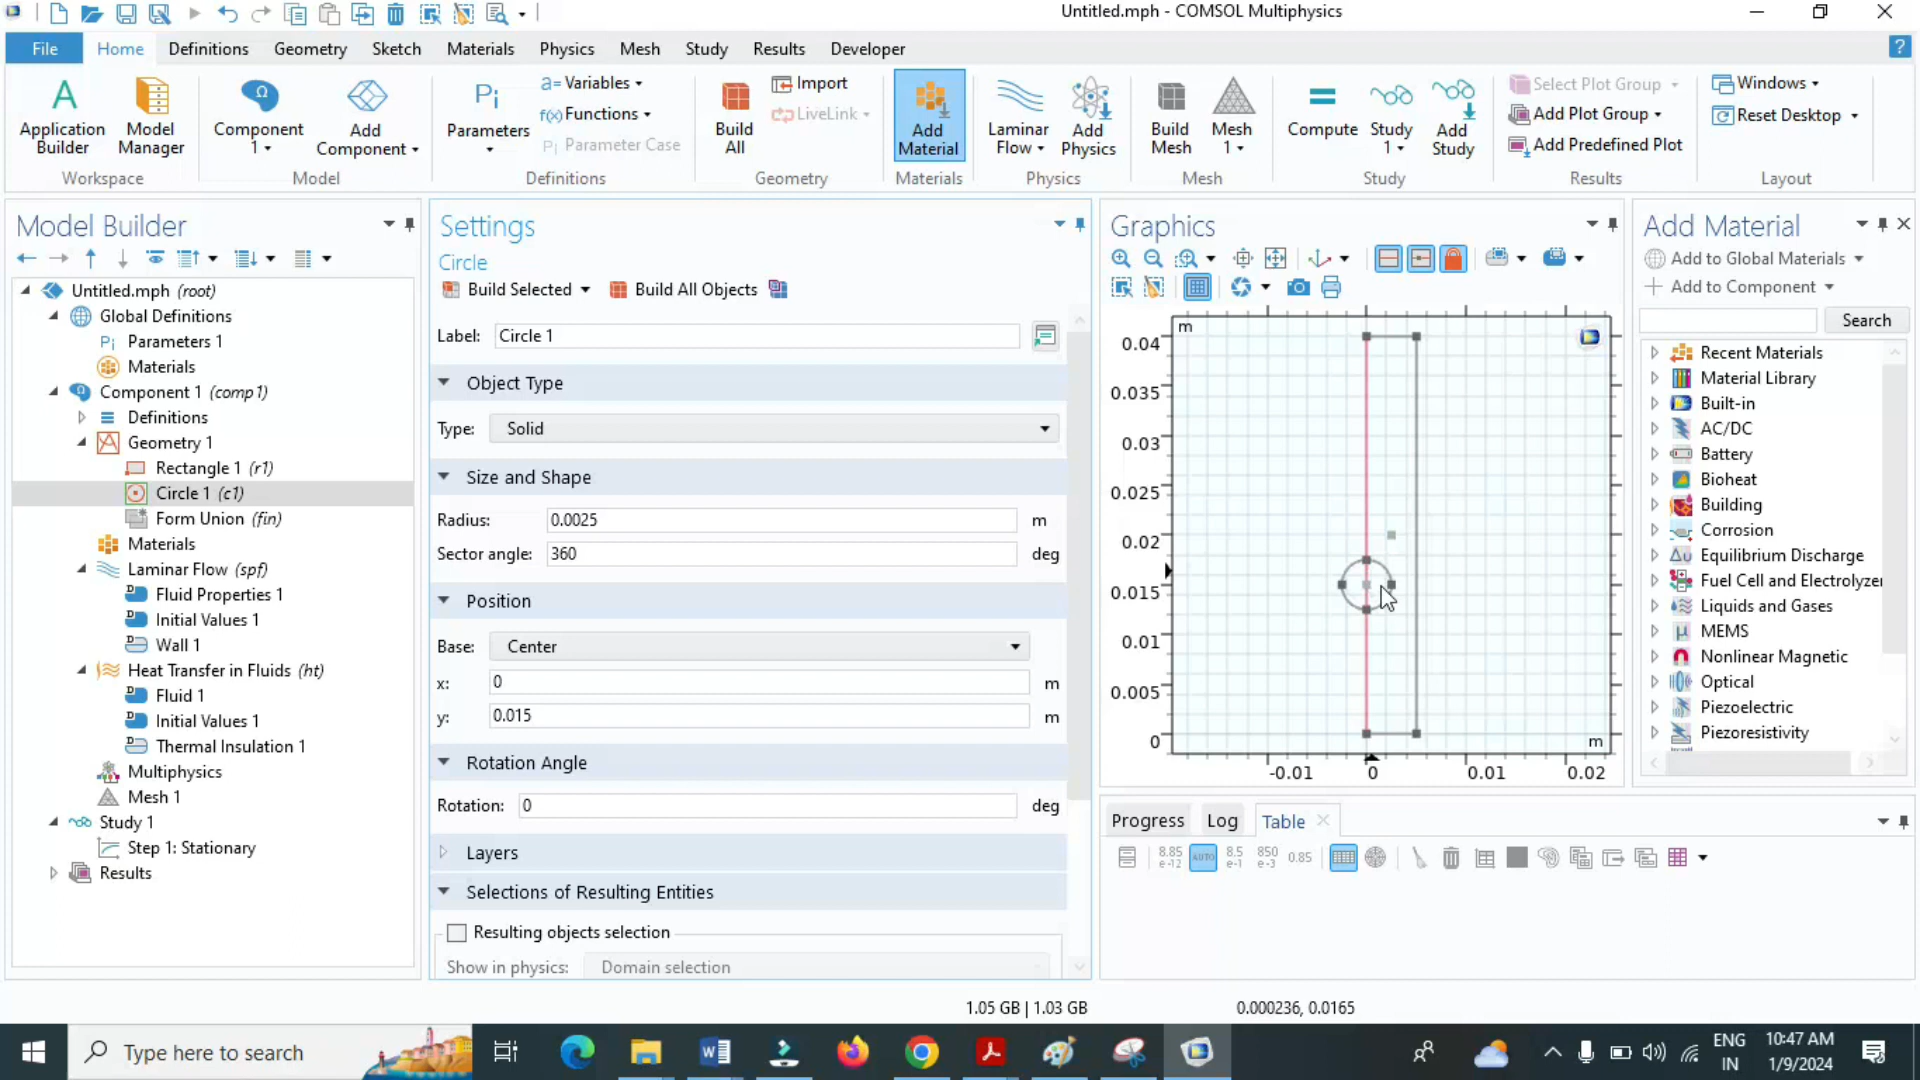 Untitled.mph - COMSOL Multiphysics
File Home Definitions Geometry Sketch Materials Physics Mesh Study Results Developer
Application Builder
Model Manager
Workspace
Component 1
Add Component
Model
Parameters
a= Variables
f(x) Functions
Pi Parameter Case
Definitions
Build All
Import
LiveLink
Geometry
Add Material
Materials
Laminar Flow
Add Physics
Physics
Build Mesh
Mesh 1
Mesh
Compute
Study 1
Add Study
Study
Select Plot Group
Add Plot Group
Add Predefined Plot
Results
Windows
Reset Desktop
Layout
Model Builder
Untitled.mph (root)
Global Definitions
Pi Parameters 1
Materials
Component 1 (comp1)
Definitions
Geometry 1
Rectangle 1 (r1)
Circle 1 (c1)
Form Union (fin)
Materials
Laminar Flow (spf)
Fluid Properties 1
Initial Values 1
Wall 1
Heat Transfer in Fluids (ht)
Fluid 1
Initial Values 1
Thermal Insulation 1
Multiphysics
Mesh 1
Study 1
Step 1: Stationary
Results
Settings
Circle
Build Selected
Build All Objects
Label: Circle 1
Object Type
Type: Solid
Size and Shape
Radius: 0.0025 m
Sector angle: 360 deg
Position
Base: Center
x: 0 m
y: 0.015 m
Rotation Angle
Rotation: 0 deg
Layers
Selections of Resulting Entities
Resulting objects selection
Show in physics: Domain selection
Graphics
m
0.04
0.035
0.03
0.025
0.02
0.015
0.01
0.005
0
m
-0.01 0 0.01 0.02
Add Material
Add to Global Materials
Add to Component
Search
Recent Materials
Material Library
Built-in
AC/DC
Battery
Bioheat
Building
Corrosion
Equilibrium Discharge
Fuel Cell and Electrolyzer
Liquids and Gases
MEMS
Nonlinear Magnetic
Optical
Piezoelectric
Piezoresistivity
Progress Log Table
8.85 e-12 AUTO 8.5 e-1 850 e-3 0.85
1.05 GB | 1.03 GB
0.000236, 0.0165
Type here to search
ENG
IN
10:47 AM
1/9/2024